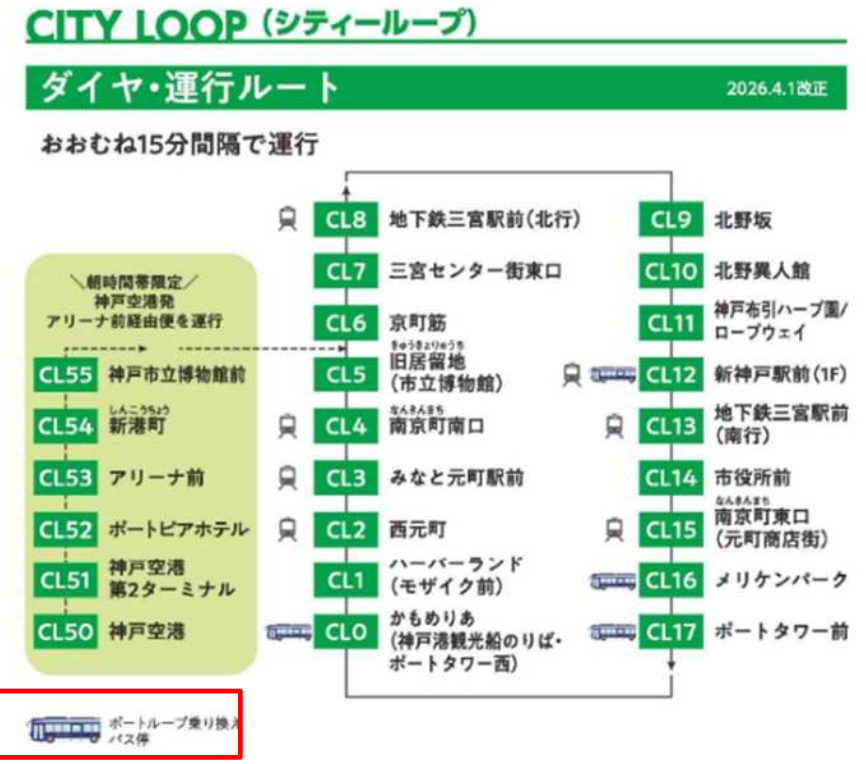 CITY LOOP（シティーループ）
ダイヤ・運行ルート
2026.4.1改正
おおむね15分間隔で運行
＼朝時間帯限定／
神戸空港発
アリーナ前経由便を運行
CL55 神戸市立博物館前
しんこうちょう
CL54 新港町
CL53 アリーナ前
CL52 ポートピアホテル
CL51 神戸空港
第2ターミナル
CL50 神戸空港
CL8 地下鉄三宮駅前（北行）
CL7 三宮センター街東口
CL6 京町筋
きゅうきょりゅうち
CL5 旧居留地
（市立博物館）
なんきんまち
CL4 南京町南口
CL3 みなと元町駅前
CL2 西元町
CL1 ハーバーランド
（モザイク前）
CL0 かもめりあ
（神戸港観光船のりば・
ポートタワー西）
CL9 北野坂
CL10 北野異人館
CL11 神戸布引ハーブ園/
ロープウェイ
CL12 新神戸駅前（1F）
CL13 地下鉄三宮駅前
（南行）
CL14 市役所前
なんきんまち
CL15 南京町東口
（元町商店街）
CL16 メリケンパーク
CL17 ポートタワー前
ポートループ乗り換え
バス停